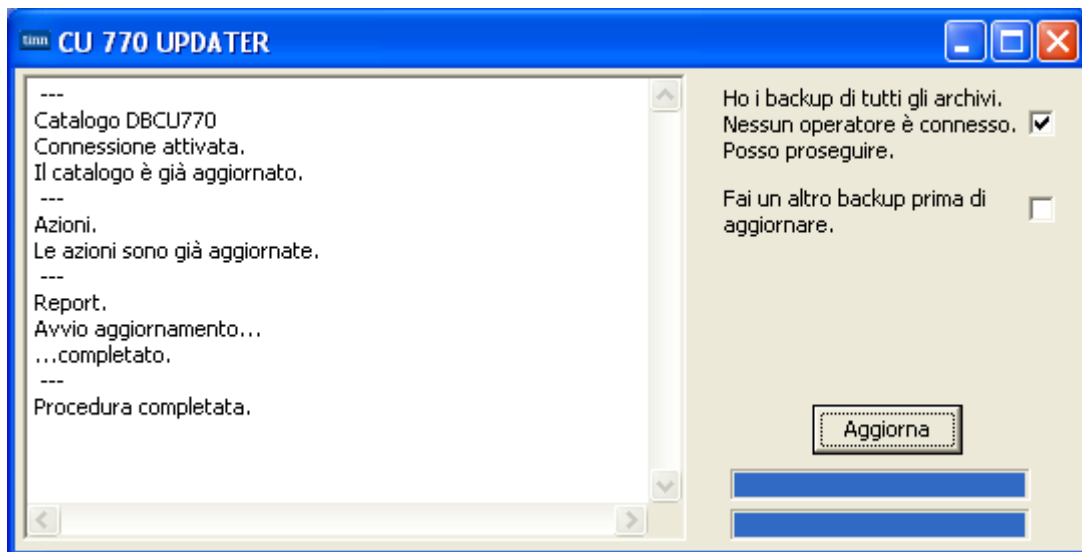 tinn CU 770 UPDATER
---
Catalogo DBCU770
Connessione attivata.
Il catalogo è già aggiornato.
---
Azioni.
Le azioni sono già aggiornate.
---
Report.
Avvio aggiornamento...
...completato.
---
Procedura completata.
Ho i backup di tutti gli archivi.
Nessun operatore è connesso.
Posso proseguire.
Fai un altro backup prima di
aggiornare.
Aggiorna